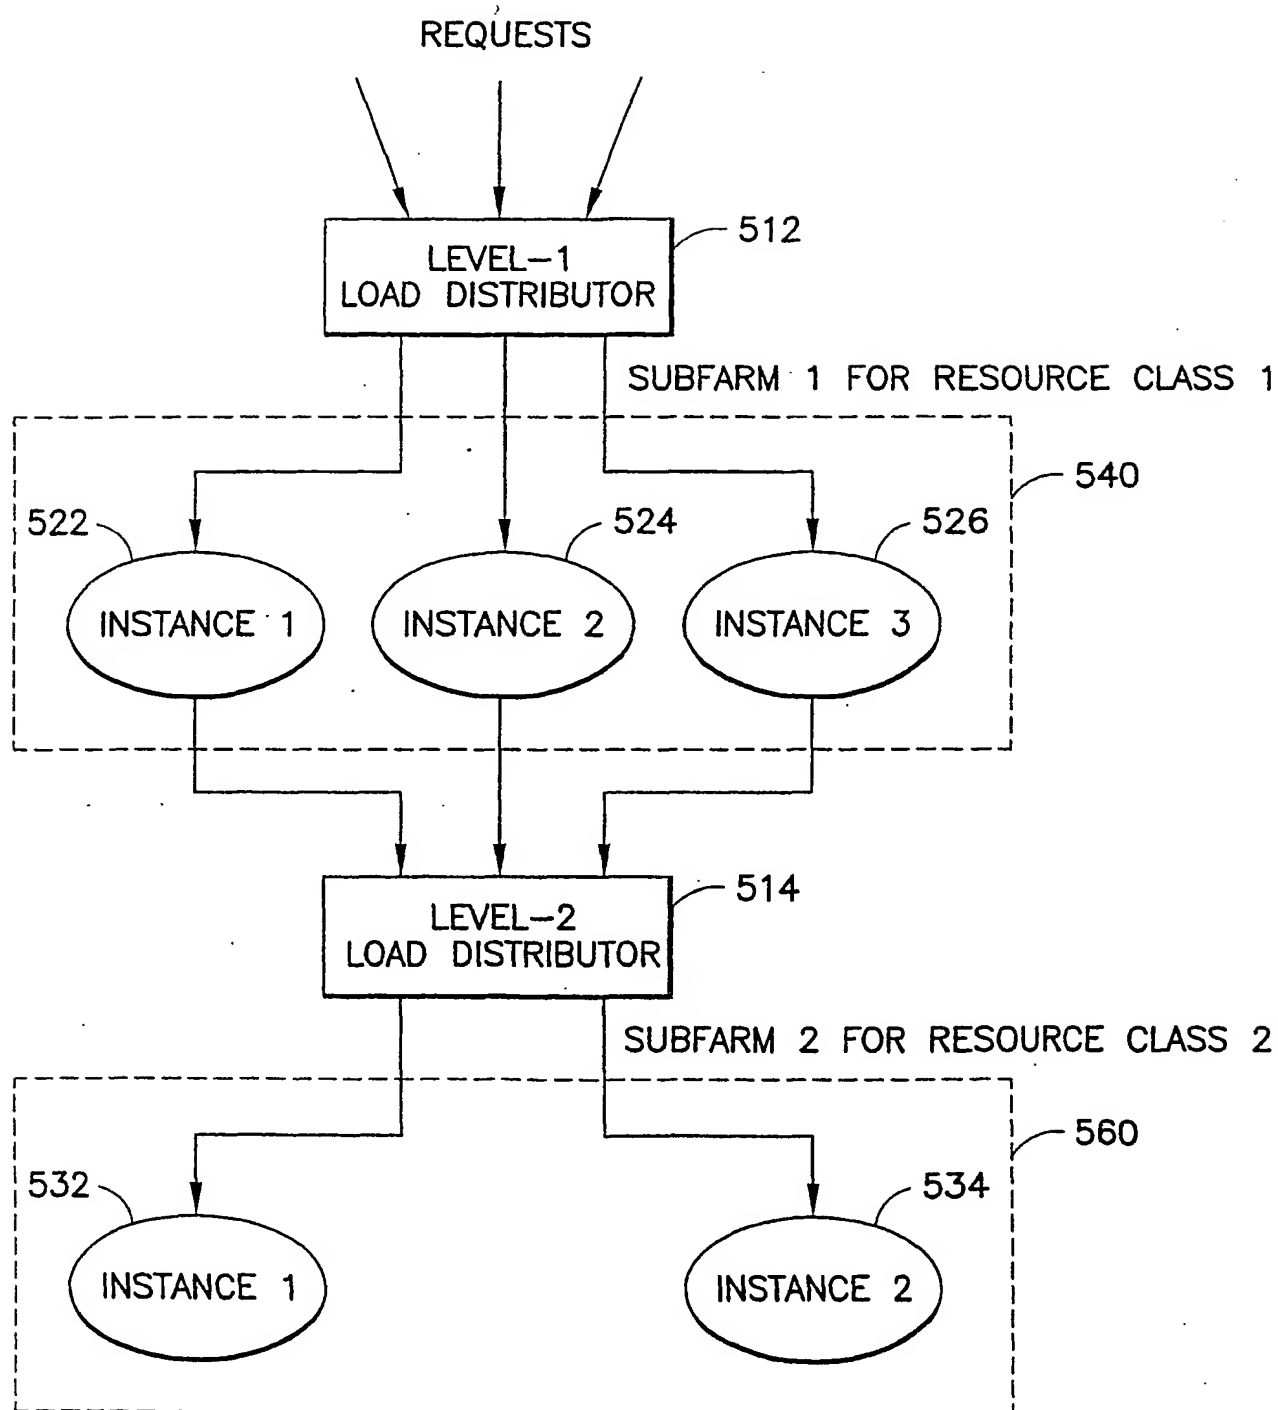 REQUESTS
512
LEVEL-1
LOAD DISTRIBUTOR
SUBFARM 1 FOR RESOURCE CLASS 1
540
522
524
526
INSTANCE 1
INSTANCE 2
INSTANCE 3
514
LEVEL-2
LOAD DISTRIBUTOR
SUBFARM 2 FOR RESOURCE CLASS 2
560
532
534
INSTANCE 1
INSTANCE 2